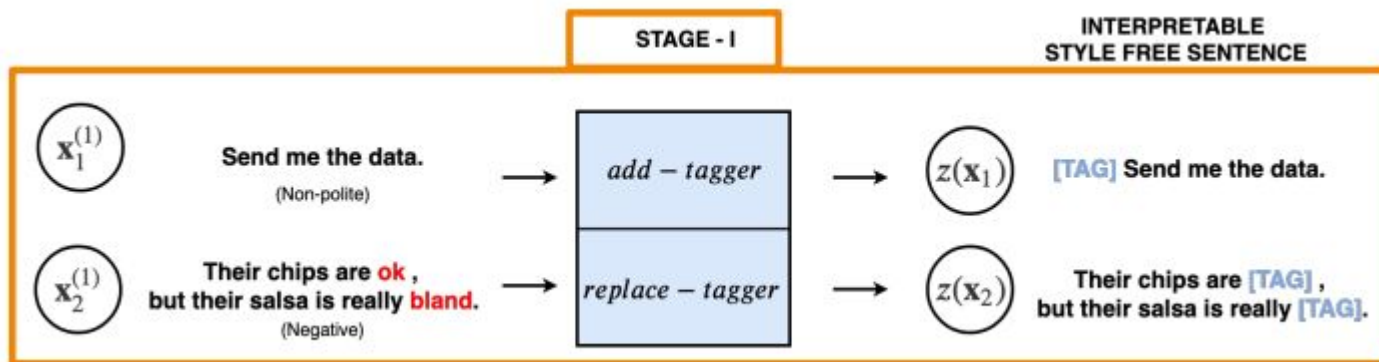 STAGE - I
INTERPRETABLE
STYLE FREE SENTENCE
x₁⁽¹⁾
Send me the data.
(Non-polite)
add – tagger
z(x₁)
[TAG] Send me the data.
x₂⁽¹⁾
Their chips are ok ,
but their salsa is really bland.
(Negative)
replace – tagger
z(x₂)
Their chips are [TAG] ,
but their salsa is really [TAG].